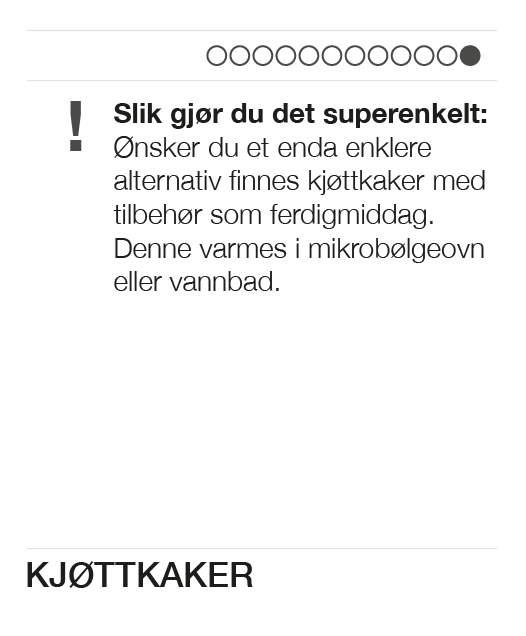 ! Slik gjør du det superenkelt:
Ønsker du et enda enklere
alternativ finnes kjøttkaker med
tilbehør som ferdigmiddag.
Denne varmes i mikrobølgeovn
eller vannbad.
KJØTTKAKER